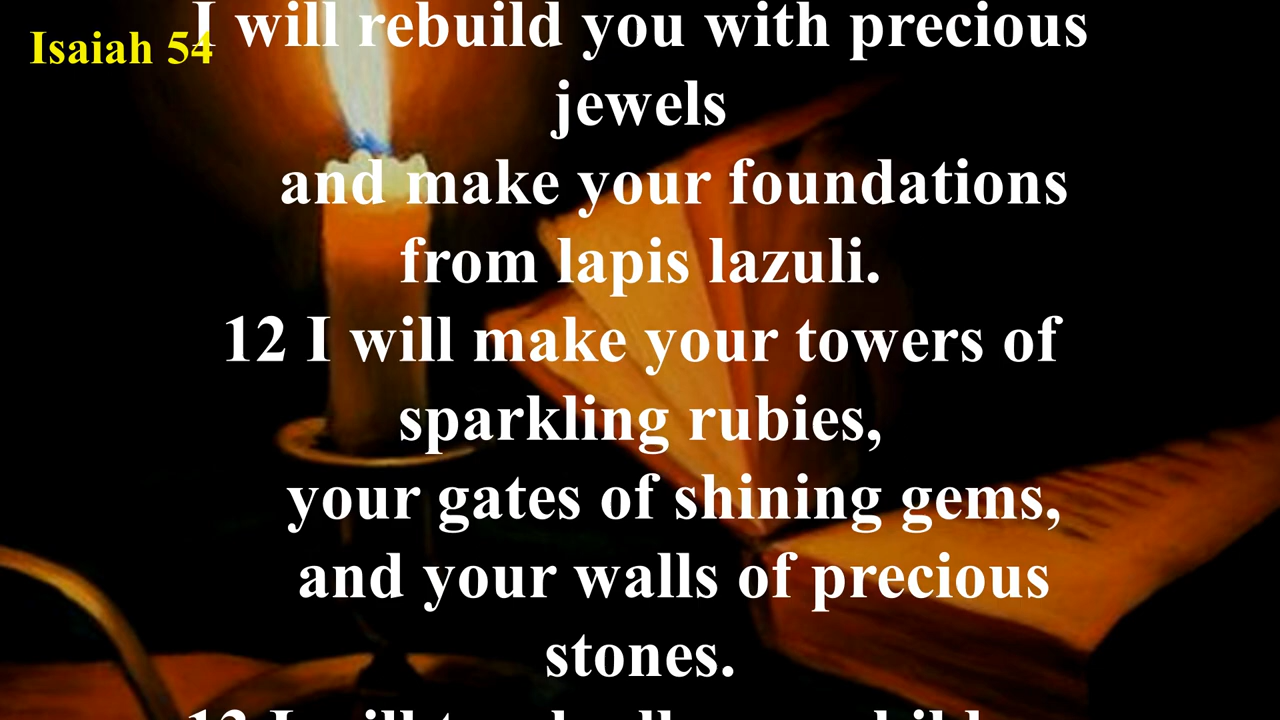 Isaiah 54
I will rebuild you with precious
jewels
and make your foundations
from lapis lazuli.
12 I will make your towers of
sparkling rubies,
your gates of shining gems,
and your walls of precious
stones.